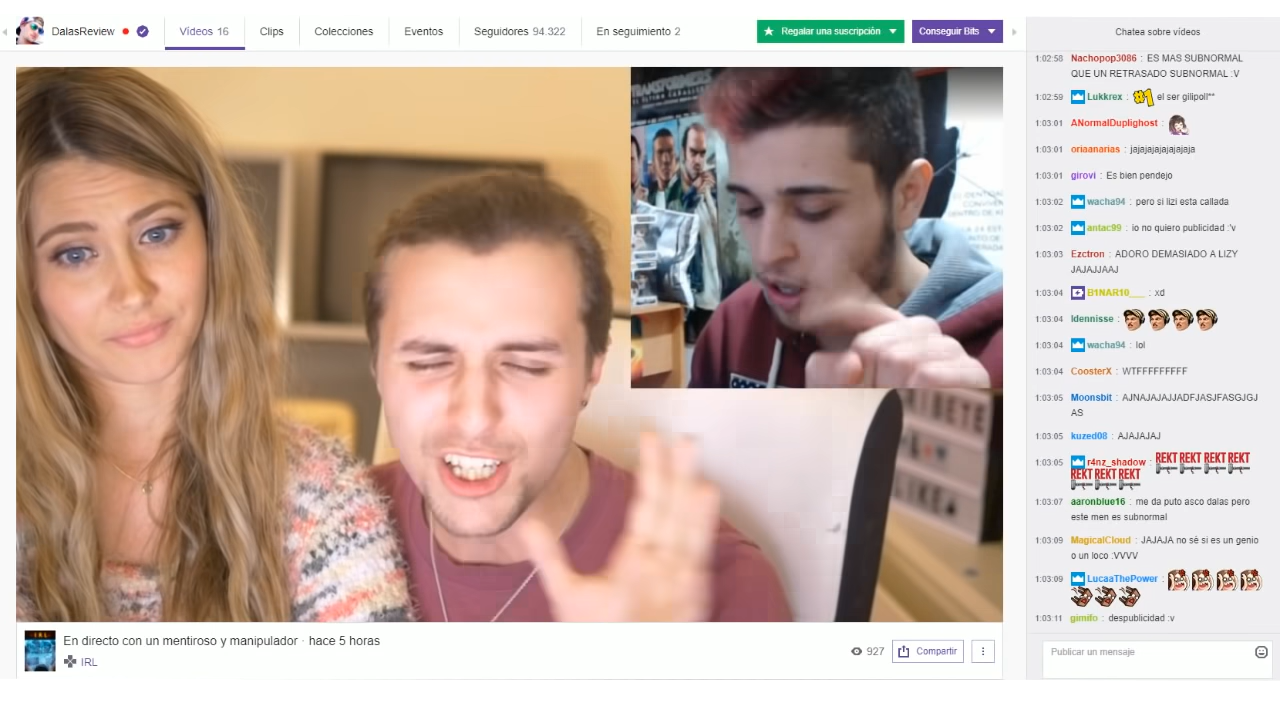 DalasReview
Vídeos 16
Clips
Colecciones
Eventos
Seguidores 94.322
En seguimiento 2
Regalar una suscripción
Conseguir Bits
Chatea sobre vídeos
TRANSFORMERS
EL ÚLTIMO CABALLERO
En directo con un mentiroso y manipulador · hace 5 horas
IRL
IRL
927
Compartir
1:02:58 Nachopop3086 : ES MAS SUBNORMAL
QUE UN RETRASADO SUBNORMAL :V
1:02:59 Lukkrex : #1 el ser gilipoll**
1:03:01 ANormalDuplighost :
1:03:01 oriaanarias : jajajajajajajaja
1:03:01 girovi : Es bien pendejo
1:03:02 wacha94 : pero si lizi esta callada
1:03:02 antac99 : io no quiero publicidad :'v
1:03:03 Ezctron : ADORO DEMASIADO A LIZY
JAJAJJAAJ
1:03:04 B1NAR10___ : xd
1:03:04 Idennisse :
1:03:04 wacha94 : lol
1:03:04 CoosterX : WTFFFFFFFFF
1:03:05 Moonsbit : AJNAJAJAJJADFJASJFASGJGJ
AS
1:03:05 kuzed08 : AJAJAJAJ
1:03:05 r4nz_shadow : REKT REKT REKT REKT
REKT REKT REKT
1:03:07 aaronblue16 : me da puto asco dalas pero
este men es subnormal
1:03:09 MagicalCloud : JAJAJA no sé si es un genio
o un loco :VVVV
1:03:09 LucaaThePower :
1:03:11 gimifo : despublicidad :v
Publicar un mensaje